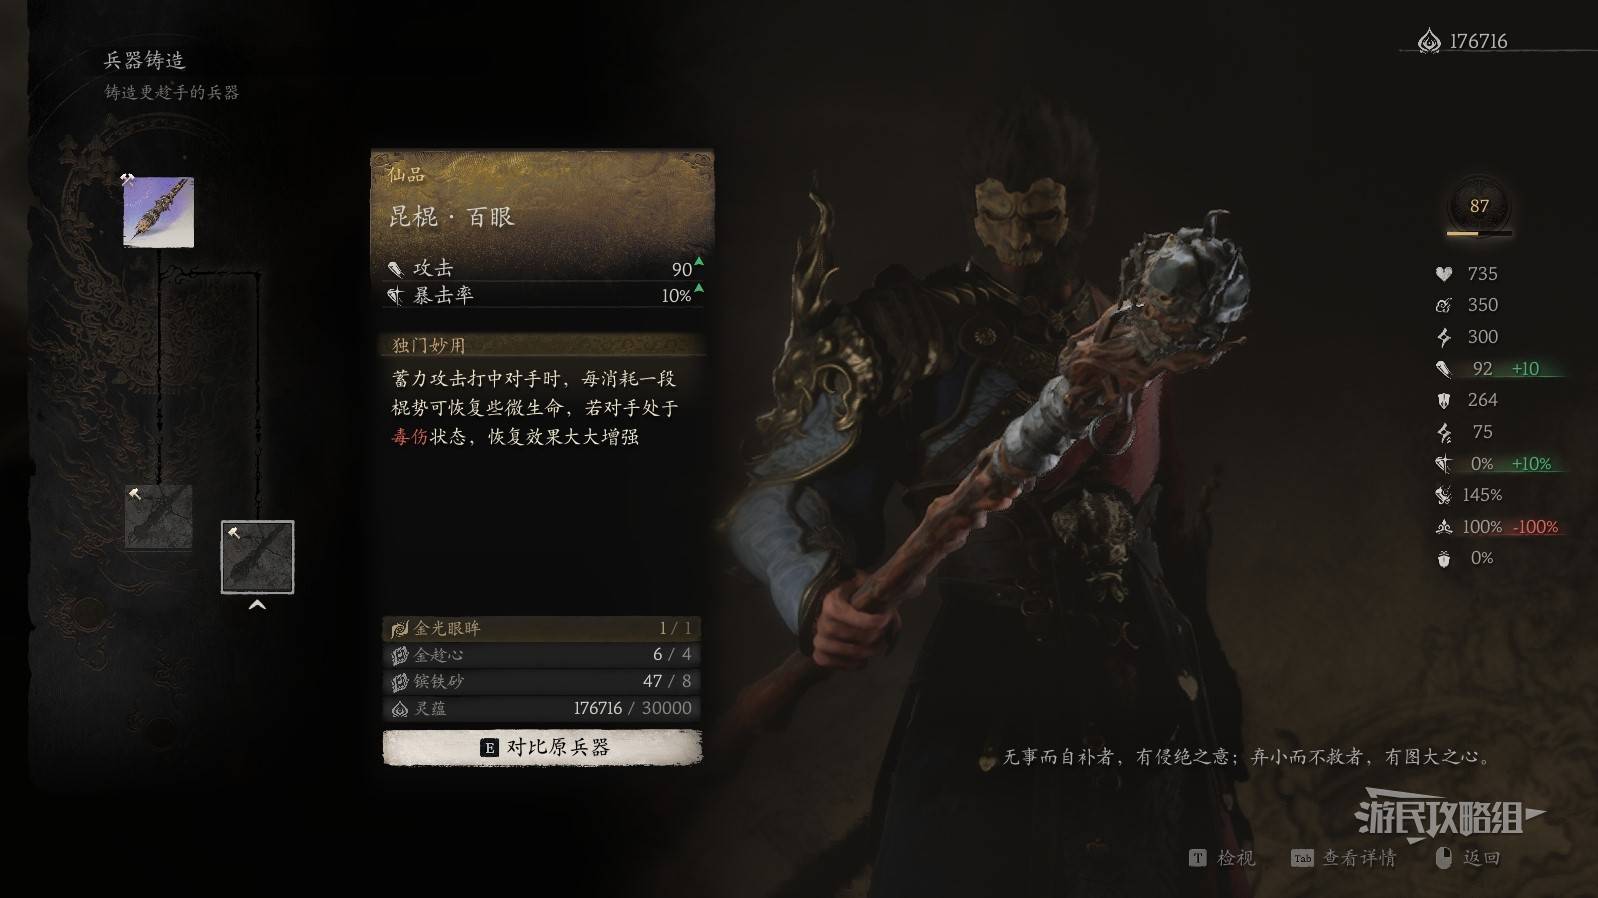 兵器铸造
铸造更趁手的兵器
176716
仙品
昆棍·百眼
攻击 90
暴击率 10%
独门妙用
蓄力攻击打中对手时，每消耗一段
棍势可恢复些微生命，若对手处于
毒伤状态，恢复效果大大增强
金光眼眸 1 / 1
金趁心 6 / 4
镔铁砂 47 / 8
灵蕴 176716 / 30000
E 对比原兵器
87
735
350
300
92 +10
264
75
0% +10%
145%
100% -100%
0%
无事而自补者，有侵绝之意；弃小而不救者，有图大之心。
游民攻略组
T 检视 Tab 查看详情 返回